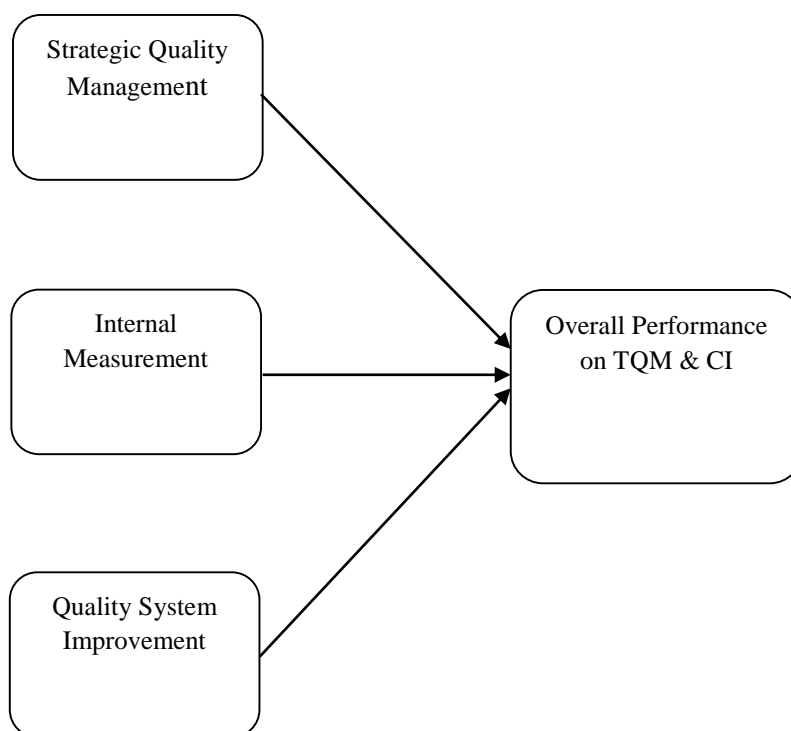 Strategic Quality
Management
Internal
Measurement
Overall Performance
on TQM & CI
Quality System
Improvement